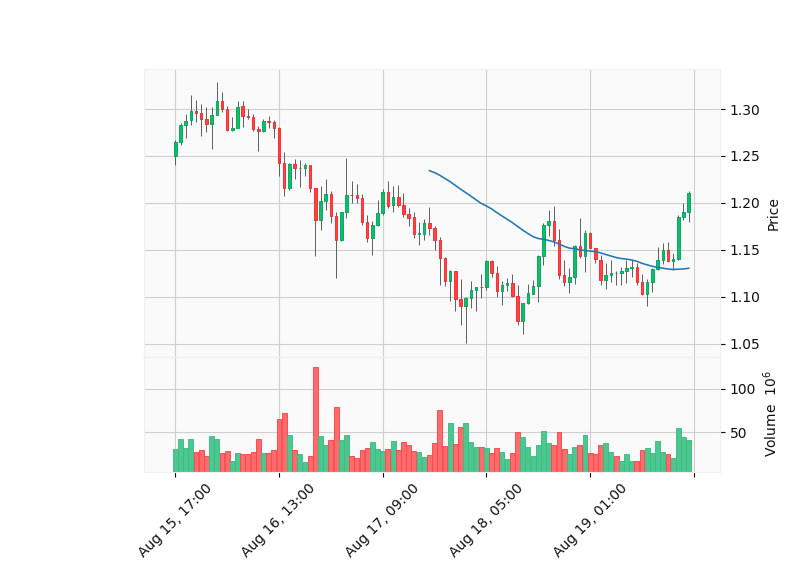 1.30
1.25
1.20
1.15
1.10
1.05
Price
100
50
Volume 10^6
Aug 15, 17:00
Aug 16, 13:00
Aug 17, 09:00
Aug 18, 05:00
Aug 19, 01:00